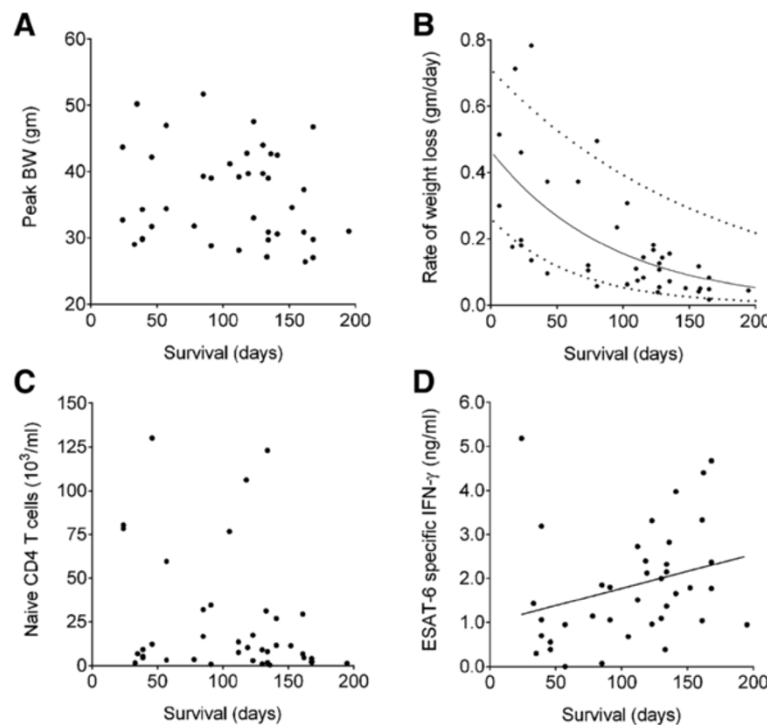 A
Peak BW (gm)
60
50
40
30
20
0 50 100 150 200
Survival (days)
B
Rate of weight loss (gm/day)
0.8
0.6
0.4
0.2
0.0
0 50 100 150 200
Survival (days)
C
Naive CD4 T cells (10³/ml)
150
125
100
75
50
25
0
0 50 100 150 200
Survival (days)
D
ESAT-6 specific IFN-γ (ng/ml)
6.0
5.0
4.0
3.0
2.0
1.0
0.0
0 50 100 150 200
Survival (days)